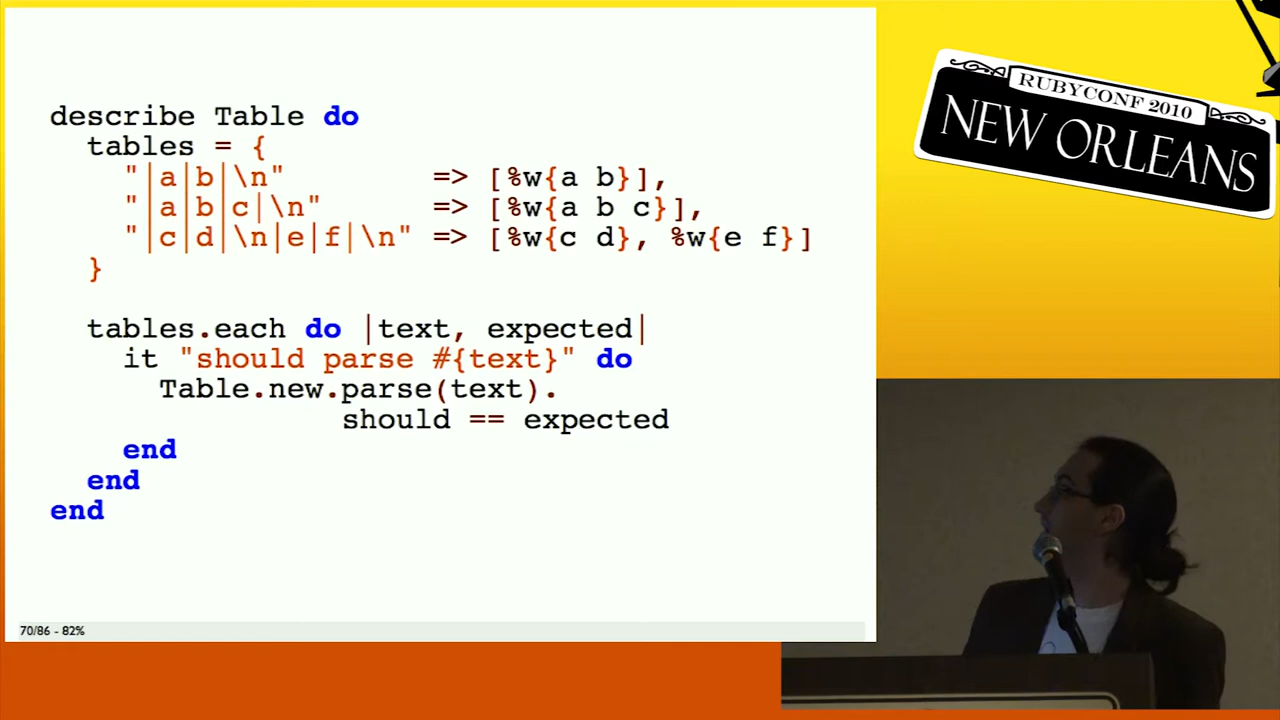 describe Table do
  tables = {
    "|a|b|\n"        => [%w{a b}],
    "|a|b|c|\n"      => [%w{a b c}],
    "|c|d|\n|e|f|\n" => [%w{c d}, %w{e f}]
  }
  tables.each do |text, expected|
    it "should parse #{text}" do
      Table.new.parse(text).
                should == expected
    end
  end
end
70/86 - 82%
RUBYCONF 2010
NEW ORLEANS